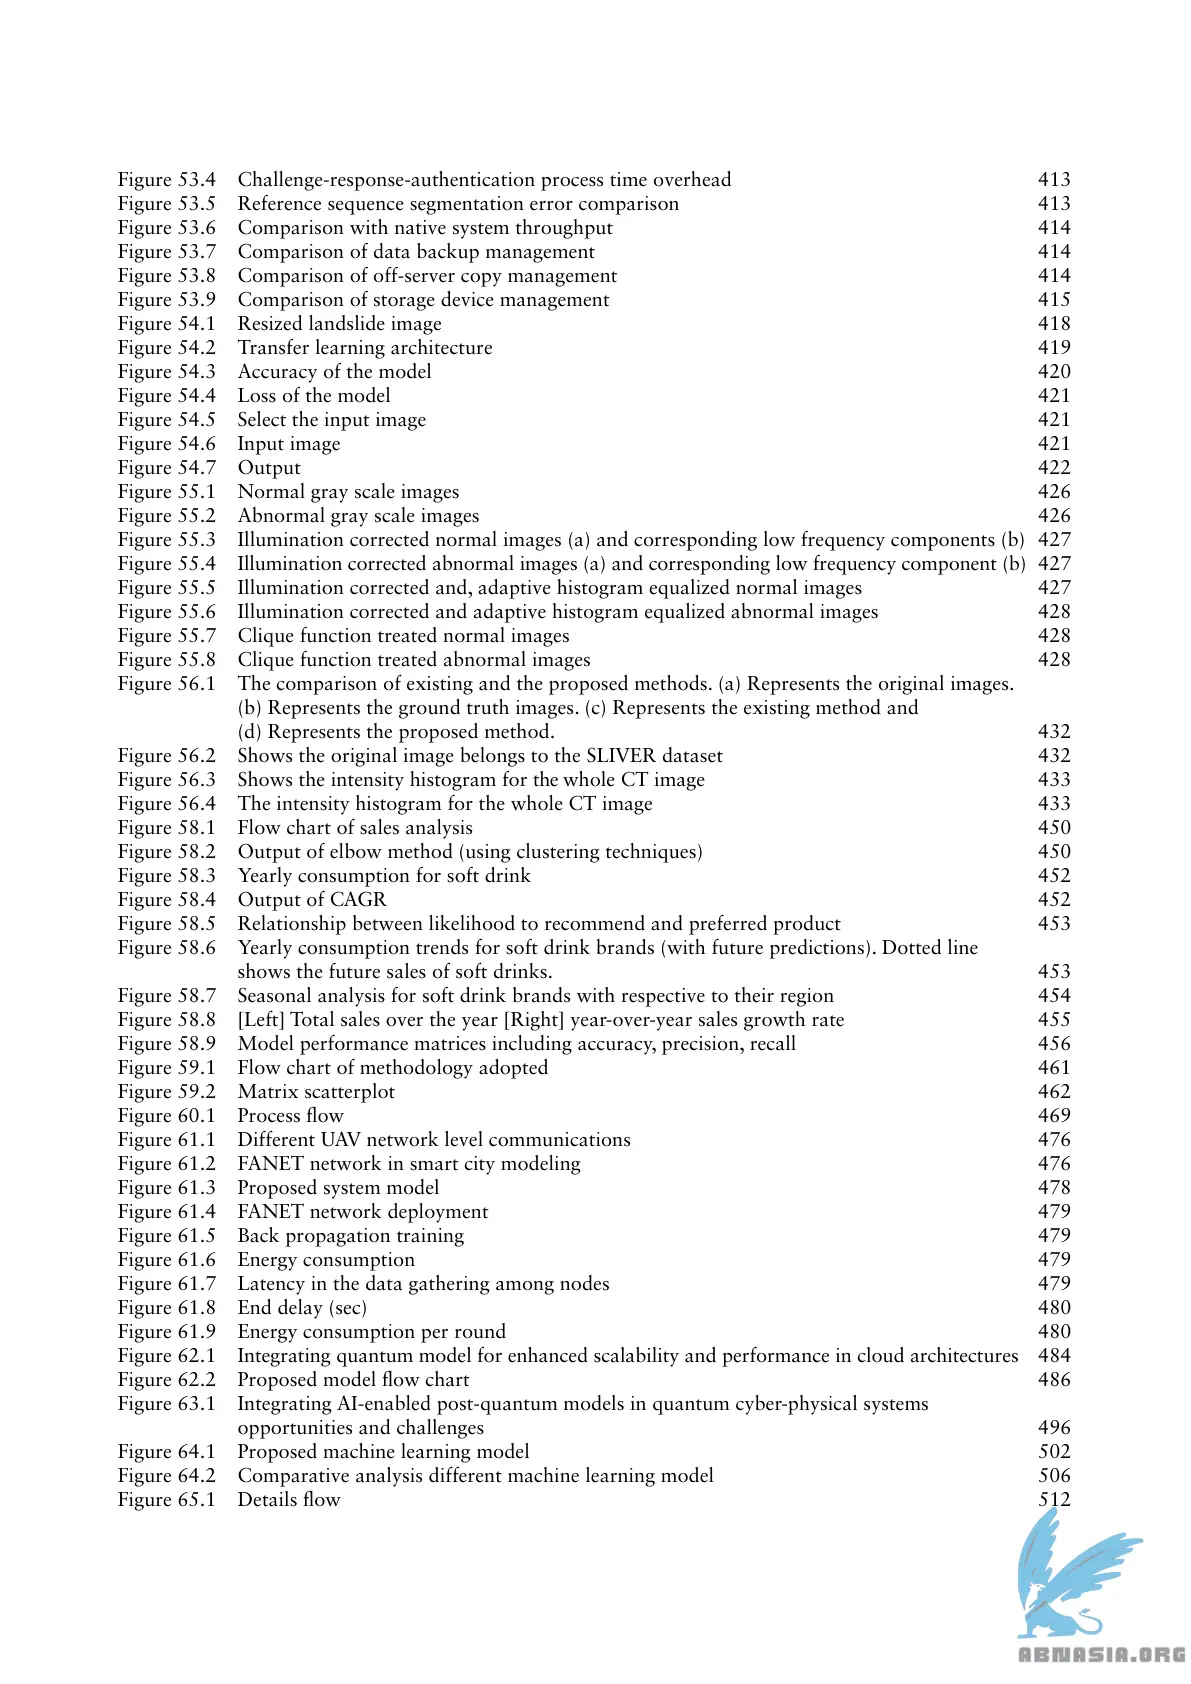 Figure 53.4 Challenge-response-authentication process time overhead 413
Figure 53.5 Reference sequence segmentation error comparison 413
Figure 53.6 Comparison with native system throughput 414
Figure 53.7 Comparison of data backup management 414
Figure 53.8 Comparison of off-server copy management 414
Figure 53.9 Comparison of storage device management 415
Figure 54.1 Resized landslide image 418
Figure 54.2 Transfer learning architecture 419
Figure 54.3 Accuracy of the model 420
Figure 54.4 Loss of the model 421
Figure 54.5 Select the input image 421
Figure 54.6 Input image 421
Figure 54.7 Output 422
Figure 55.1 Normal gray scale images 426
Figure 55.2 Abnormal gray scale images 426
Figure 55.3 Illumination corrected normal images (a) and corresponding low frequency components (b) 427
Figure 55.4 Illumination corrected abnormal images (a) and corresponding low frequency component (b) 427
Figure 55.5 Illumination corrected and, adaptive histogram equalized normal images 427
Figure 55.6 Illumination corrected and adaptive histogram equalized abnormal images 428
Figure 55.7 Clique function treated normal images 428
Figure 55.8 Clique function treated abnormal images 428
Figure 56.1 The comparison of existing and the proposed methods. (a) Represents the original images.
(b) Represents the ground truth images. (c) Represents the existing method and
(d) Represents the proposed method. 432
Figure 56.2 Shows the original image belongs to the SLIVER dataset 432
Figure 56.3 Shows the intensity histogram for the whole CT image 433
Figure 56.4 The intensity histogram for the whole CT image 433
Figure 58.1 Flow chart of sales analysis 450
Figure 58.2 Output of elbow method (using clustering techniques) 450
Figure 58.3 Yearly consumption for soft drink 452
Figure 58.4 Output of CAGR 452
Figure 58.5 Relationship between likelihood to recommend and preferred product 453
Figure 58.6 Yearly consumption trends for soft drink brands (with future predictions). Dotted line
shows the future sales of soft drinks. 453
Figure 58.7 Seasonal analysis for soft drink brands with respective to their region 454
Figure 58.8 [Left] Total sales over the year [Right] year-over-year sales growth rate 455
Figure 58.9 Model performance matrices including accuracy, precision, recall 456
Figure 59.1 Flow chart of methodology adopted 461
Figure 59.2 Matrix scatterplot 462
Figure 60.1 Process flow 469
Figure 61.1 Different UAV network level communications 476
Figure 61.2 FANET network in smart city modeling 476
Figure 61.3 Proposed system model 478
Figure 61.4 FANET network deployment 479
Figure 61.5 Back propagation training 479
Figure 61.6 Energy consumption 479
Figure 61.7 Latency in the data gathering among nodes 479
Figure 61.8 End delay (sec) 480
Figure 61.9 Energy consumption per round 480
Figure 62.1 Integrating quantum model for enhanced scalability and performance in cloud architectures 484
Figure 62.2 Proposed model flow chart 486
Figure 63.1 Integrating AI-enabled post-quantum models in quantum cyber-physical systems
opportunities and challenges 496
Figure 64.1 Proposed machine learning model 502
Figure 64.2 Comparative analysis different machine learning model 506
Figure 65.1 Details flow 512
ABNASIA.ORG